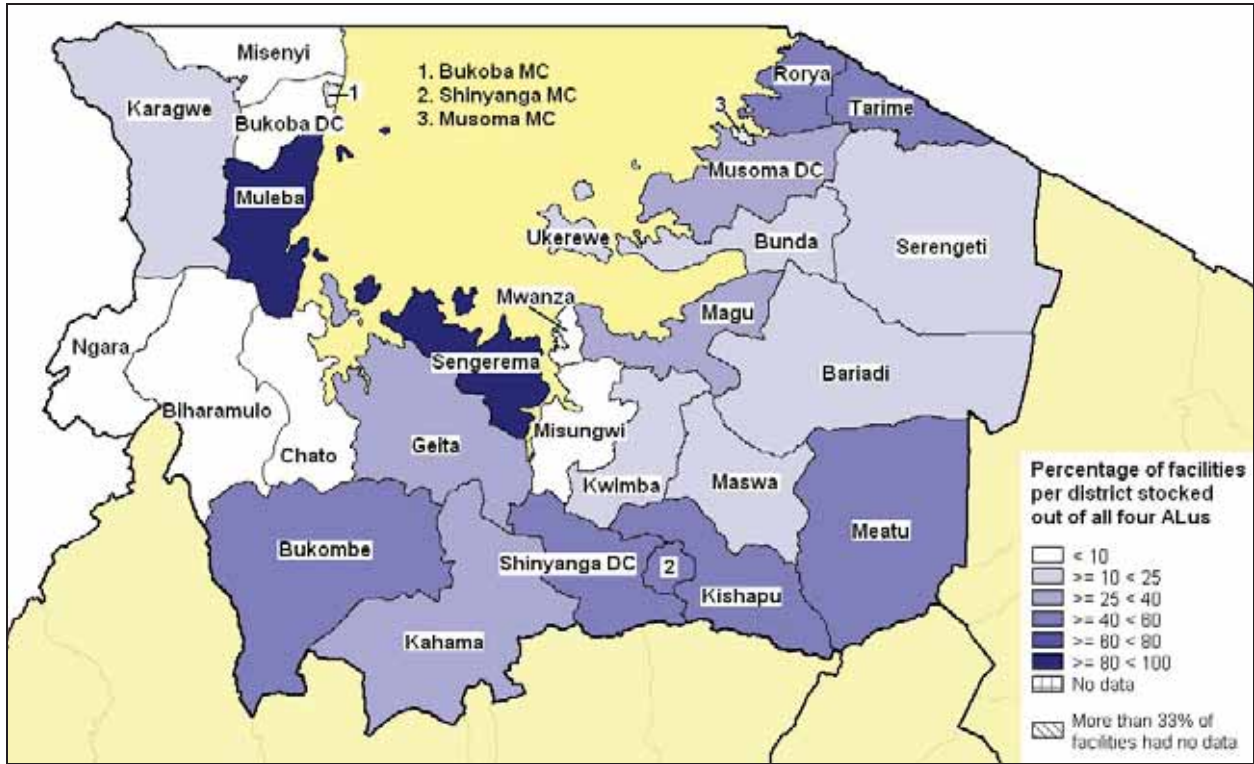 Misenyi
1. Bukoba MC
2. Shinyanga MC
3. Musoma MC
Rorya
Karagwe
1
Tarime
3
Bukoba DC
Musoma DC
Muleba
Ukerewe
Bunda
Serengeti
Mwanza
Magu
Ngara
Sengerema
Bariadi
Biharamulo
Misungwi
Geita
Chato
Kwimba
Maswa
Meatu
Bukombe
Shinyanga DC
2
Kishapu
Kahama
Percentage of facilities
per district stocked
out of all four ALus
< 10
>= 10 < 25
>= 25 < 40
>= 40 < 60
>= 60 < 80
>= 80 < 100
No data
More than 33% of
facilities had no data